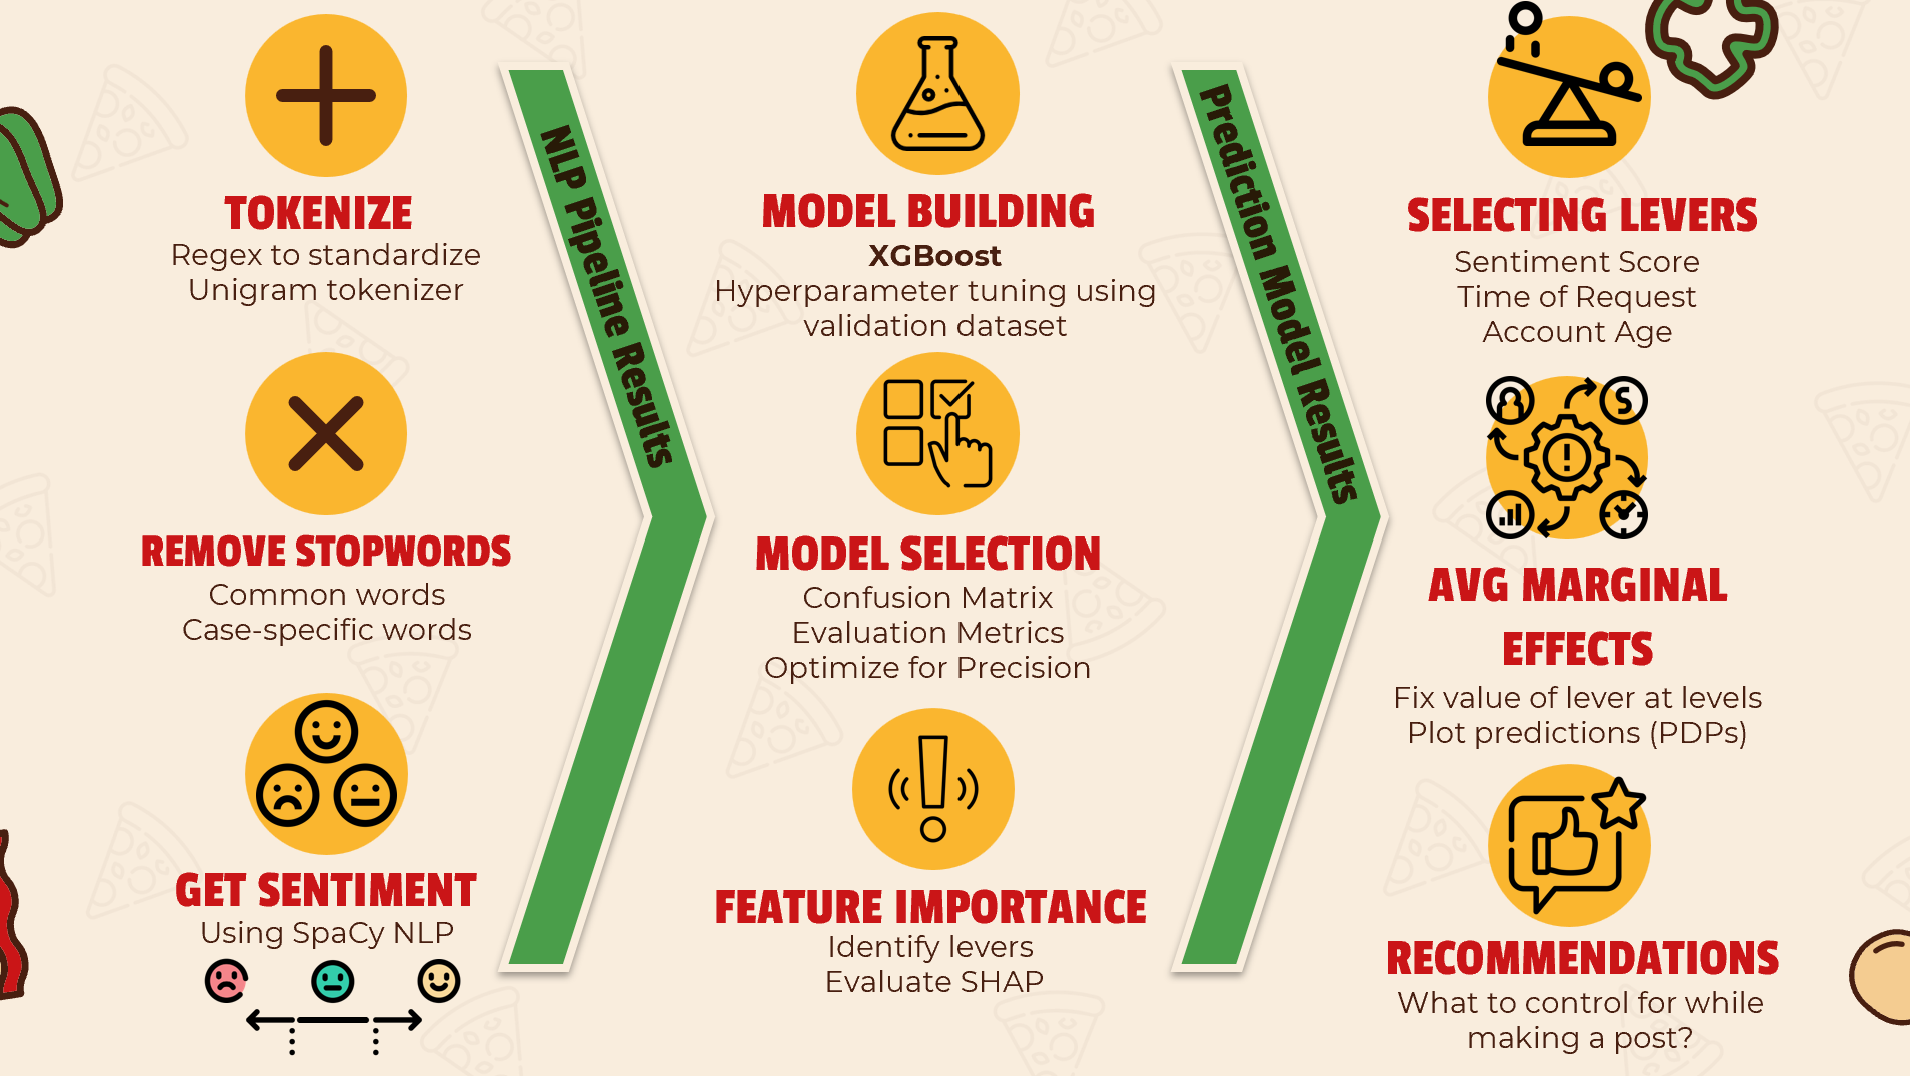 TOKENIZE
Regex to standardize
Unigram tokenizer
REMOVE STOPWORDS
Common words
Case-specific words
GET SENTIMENT
Using SpaCy NLP
NLP Pipeline Results
MODEL BUILDING
XGBoost
Hyperparameter tuning using
validation dataset
MODEL SELECTION
Confusion Matrix
Evaluation Metrics
Optimize for Precision
FEATURE IMPORTANCE
Identify levers
Evaluate SHAP
Prediction Model Results
SELECTING LEVERS
Sentiment Score
Time of Request
Account Age
AVG MARGINAL
EFFECTS
Fix value of lever at levels
Plot predictions (PDPs)
RECOMMENDATIONS
What to control for while
making a post?